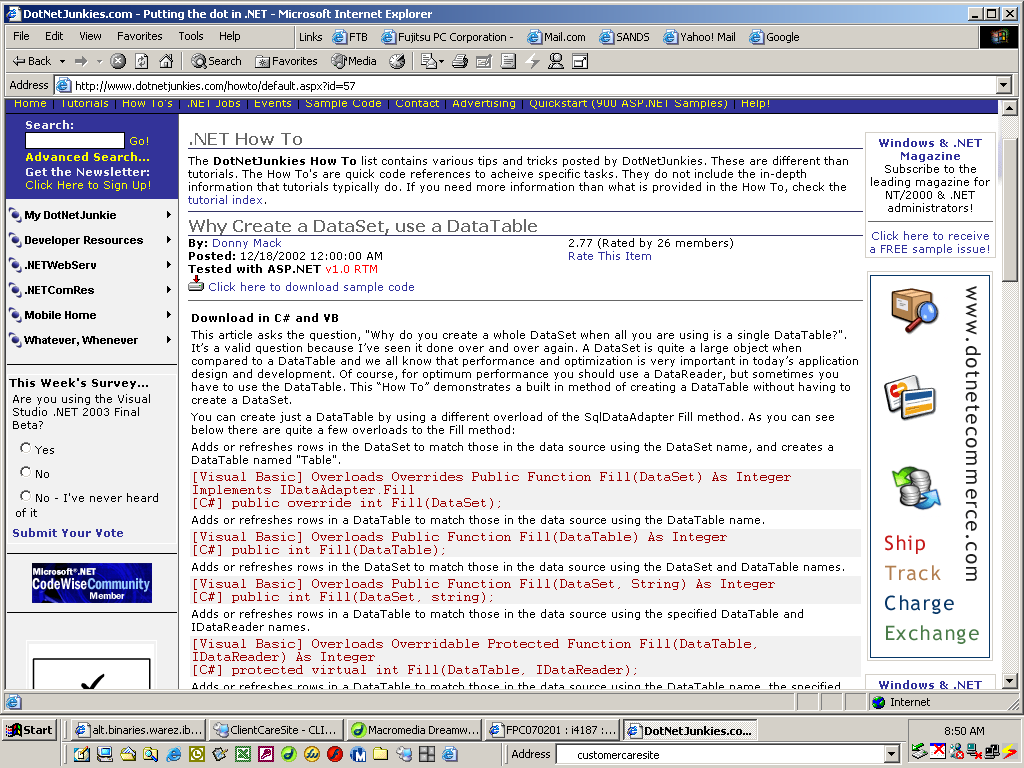 DotNetJunkies.com - Putting the dot in .NET - Microsoft Internet Explorer
File Edit View Favorites Tools Help Links FTB Fujitsu PC Corporation - Mail.com SANDS Yahoo! Mail Google
Back Search Favorites Media
Address http://www.dotnetjunkies.com/howto/default.aspx?id=57
Home | Tutorials | How To's | .NET Jobs | Events | Sample Code | Contact | Advertising | Quickstart (900 ASP.NET Samples) | Help!
Search:
Go!
Advanced Search...
Get the Newsletter:
Click Here to Sign Up!
My DotNetJunkie
Developer Resources
.NETWebServ
.NETComRes
Mobile Home
Whatever, Whenever
This Week's Survey...
Are you using the Visual
Studio .NET 2003 Final
Beta?
Yes
No
No - I've never heard
of it
Submit Your Vote
Microsoft .NET
CodeWiseCommunity
Member
.NET How To
The DotNetJunkies How To list contains various tips and tricks posted by DotNetJunkies. These are different than
tutorials. The How To's are quick code references to acheive specific tasks. They do not include the in-depth
information that tutorials typically do. If you need more information than what is provided in the How To, check the
tutorial index.
Why Create a DataSet, use a DataTable
By: Donny Mack 2.77 (Rated by 26 members)
Posted: 12/18/2002 12:00:00 AM Rate This Item
Tested with ASP.NET v1.0 RTM
Click here to download sample code
Download in C# and VB
This article asks the question, "Why do you create a whole DataSet when all you are using is a single DataTable?".
It's a valid question because I've seen it done over and over again. A DataSet is quite a large object when
compared to a DataTable and we all know that performance and optimization is very important in today's application
design and development. Of course, for optimum performance you should use a DataReader, but sometimes you
have to use the DataTable. This “How To” demonstrates a built in method of creating a DataTable without having to
create a DataSet.
You can create just a DataTable by using a different overload of the SqlDataAdapter Fill method. As you can see
below there are quite a few overloads to the Fill method:
Adds or refreshes rows in the DataSet to match those in the data source using the DataSet name, and creates a
DataTable named "Table".
[Visual Basic] Overloads Overrides Public Function Fill(DataSet) As Integer
Implements IDataAdapter.Fill
[C#] public override int Fill(DataSet);
Adds or refreshes rows in a DataTable to match those in the data source using the DataTable name.
[Visual Basic] Overloads Public Function Fill(DataTable) As Integer
[C#] public int Fill(DataTable);
Adds or refreshes rows in the DataSet to match those in the data source using the DataSet and DataTable names.
[Visual Basic] Overloads Public Function Fill(DataSet, String) As Integer
[C#] public int Fill(DataSet, string);
Adds or refreshes rows in a DataTable to match those in the data source using the specified DataTable and
IDataReader names.
[Visual Basic] Overloads Overridable Protected Function Fill(DataTable,
IDataReader) As Integer
[C#] protected virtual int Fill(DataTable, IDataReader);
Adds or refreshes rows in a DataTable to match those in the data source using the DataTable name, the specified
Windows & .NET
Magazine
Subscribe to the
leading magazine for
NT/2000 & .NET
administrators!
Click here to receive
a FREE sample issue!
www.dotnetecommerce.com
Ship
Track
Charge
Exchange
Windows & .NET
Internet
Start alt.binaries.warez.ib... ClientCareSite - CLI... Macromedia Dreamw... FPC070201 : i4187 :... DotNetJunkies.co... 8:50 AM
Address customercaresite